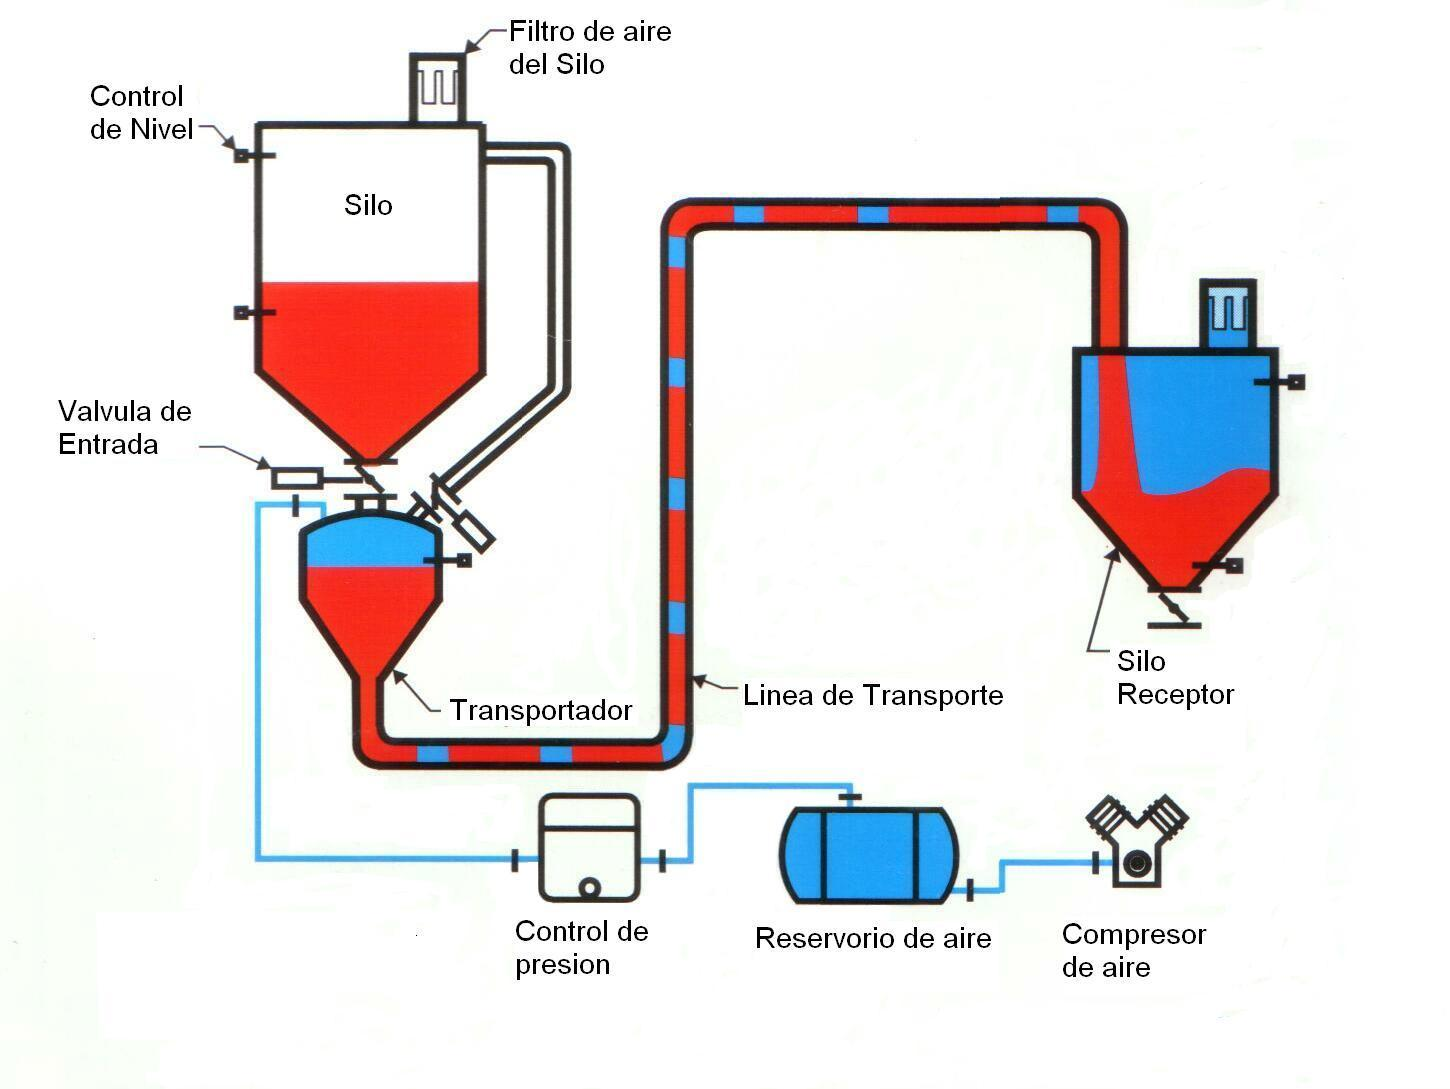 Filtro de aire
del Silo
Control
de Nivel
Silo
Valvula de
Entrada
Transportador
Linea de Transporte
Silo
Receptor
Control de
presion
Reservorio de aire
Compresor
de aire